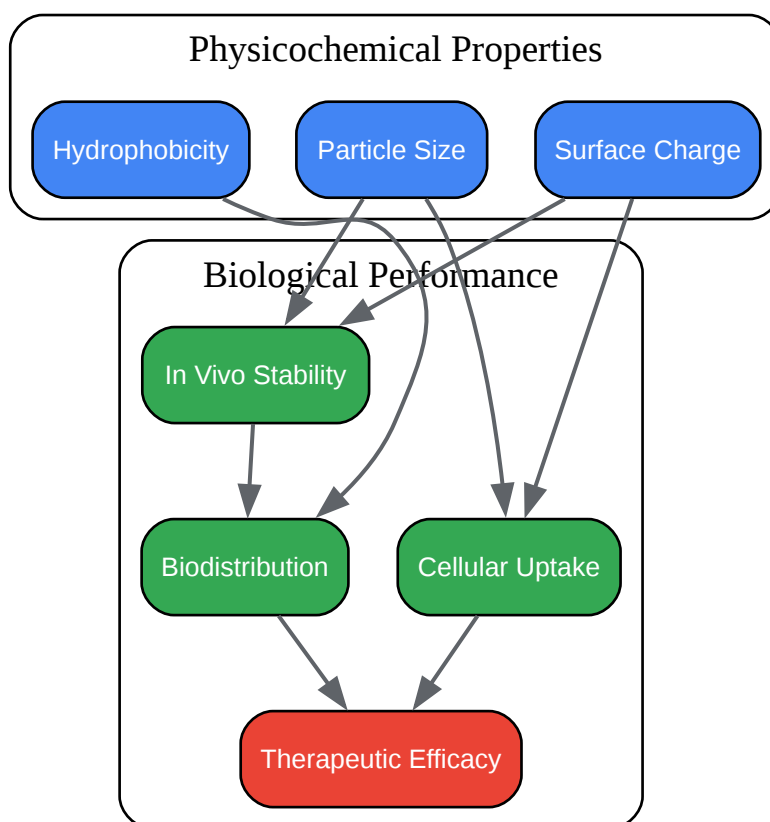 Physicochemical Properties
Hydrophobicity
Particle Size
Surface Charge
Biological Performance
In Vivo Stability
Biodistribution
Cellular Uptake
Therapeutic Efficacy